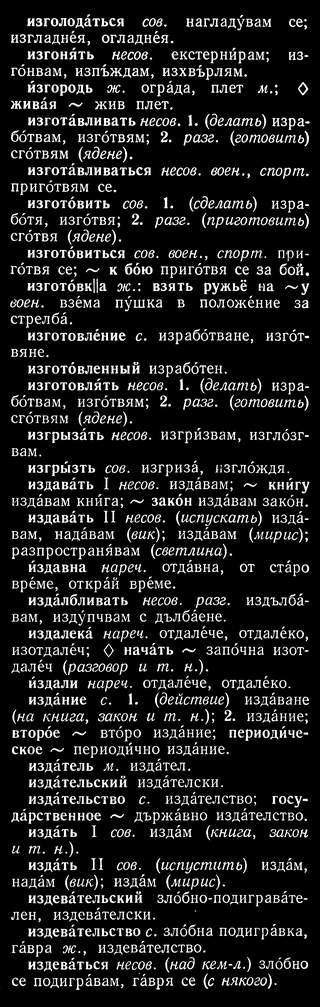 изголода́ться сов. нагладу́вам се;
изгладне́я, огладне́я.
изгоня́ть несов. екстерни́рам; из-
го́нвам, изпъ́ждам, изхвъ́рлям.
и́згородь ж. огра́да, плет м.; ◊
жива́я ~ жив плет.
изгота́вливать несов. 1. (делать) изра-
бо́твам, изго́твям; 2. разг. (готовить)
сго́твям (ядене).
изгота́вливаться несов. воен., спорт.
приго́твям се.
изгото́вить сов. 1. (сделать) изра-
бо́тя, изго́твя; 2. разг. (приготовить)
сго́твя (ядене).
изгото́виться сов. воен., спорт. при-
го́твя се; ~ к бо́ю приго́твя се за бой.
изгото́вк||а ж.: взять ружьё на ~у
воен. взе́ма пу́шка в положе́ние за
стрелба́.
изготовле́ние с. израбо́тване, изго́т-
вяне.
изгото́вленный израбо́тен.
изготовля́ть несов. 1. (делать) изра-
бо́твам, изго́твям; 2. разг. (готовить)
сго́твям (ядене).
изгрыза́ть несов. изгри́звам, изгло́зг-
вам.
изгры́зть сов. изгриза́, изгло́ждя.
издава́ть I несов. изда́вам; ~ кни́гу
изда́вам кни́га; ~ зако́н изда́вам зако́н.
издава́ть II несов. (испускать) изда́-
вам, нада́вам (вик); изда́вам (мирис);
разпространя́вам (светлина).
и́здавна нареч. отда́вна, от ста́ро
вре́ме, откра́й вре́ме.
изда́лбливать несов. разг. издълба́-
вам, изду́пчвам с дълба́ене.
издалека́ нареч. отдале́че, отдале́ко,
изотдале́ч; ◊ нача́ть ~ запо́чна изот-
дале́ч (разговор и т. н.).
и́здали нареч. отдале́че, отдале́ко.
изда́ние с. 1. (действие) изда́ване
(на книга, закон и т. н.); 2. изда́ние;
второ́е ~ вто́ро изда́ние; периоди́че-
ское ~ периоди́чно изда́ние.
изда́тель м. изда́тел.
изда́тельский изда́телски.
изда́тельство с. изда́телство; госу-
да́рственное ~ държа́вно изда́телство.
изда́ть I сов. изда́м (книга, закон
и т. н.).
изда́ть II сов. (испустить) изда́м,
нада́м (вик); изда́м (мирис).
издева́тельский зло́бно-подиграва́те-
лен, издева́телски.
издева́тельство с. зло́бна подигра́вка,
га́вра ж., издева́телство.
издева́ться несов. (над кем-л.) зло́бно
се подигра́вам, га́вря се (с някого).